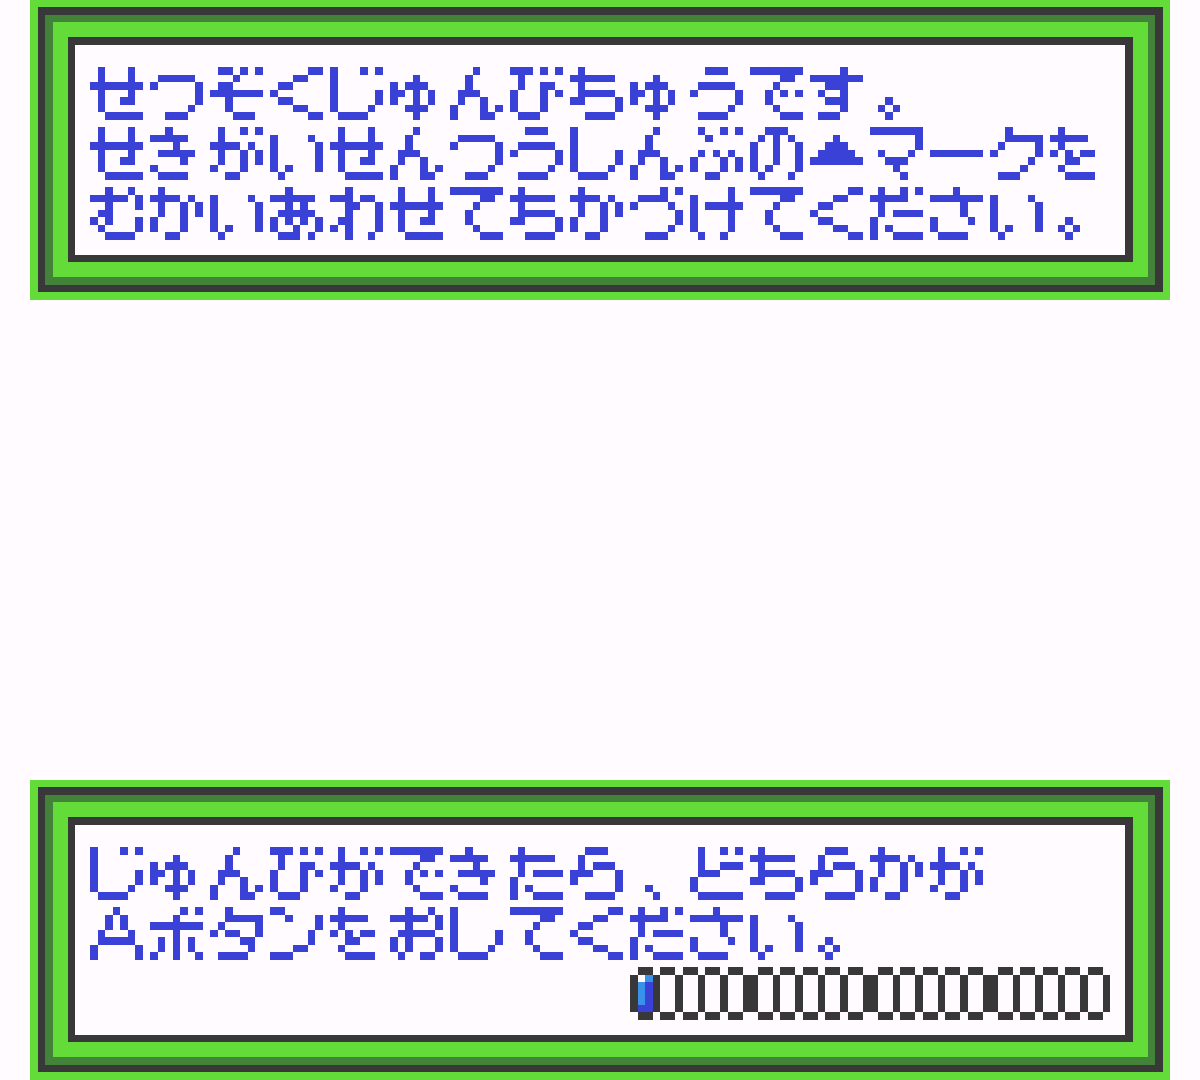 せつぞくじゅんびちゅうです。
せきがいせんつうしんぶの▲マークを
むかいあわせてちかづけてください。
じゅんびができたら、どちらかが
Aボタンをおしてください。